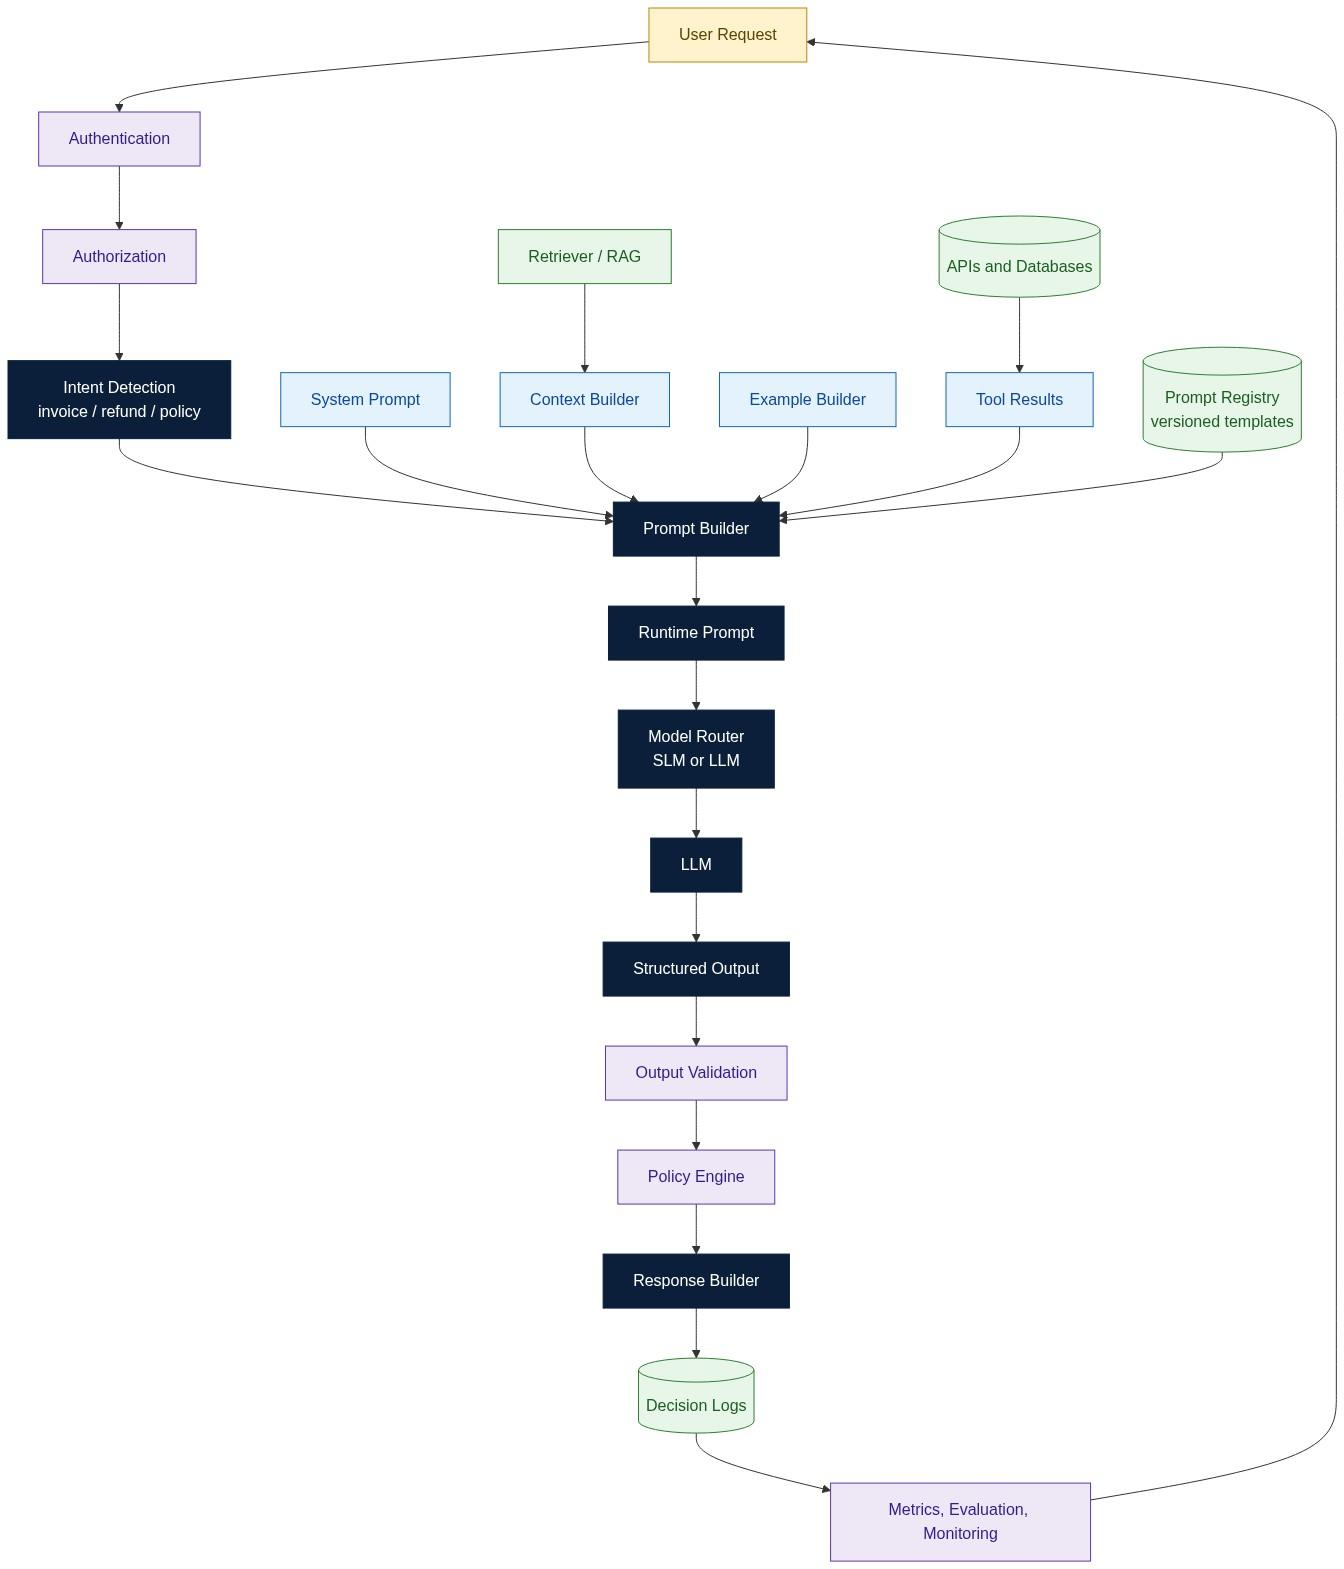 User Request
Authentication
Authorization
Retriever / RAG
APIs and Databases
Intent Detection
invoice / refund / policy
System Prompt
Context Builder
Example Builder
Tool Results
Prompt Registry
versioned templates
Prompt Builder
Runtime Prompt
Model Router
SLM or LLM
LLM
Structured Output
Output Validation
Policy Engine
Response Builder
Decision Logs
Metrics, Evaluation,
Monitoring